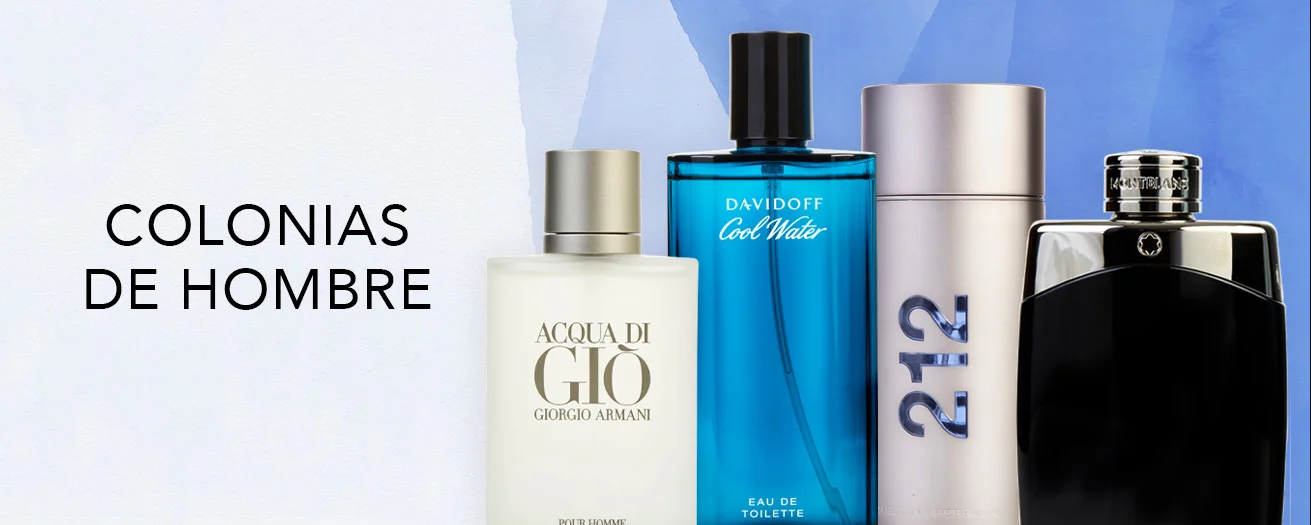 COLONIAS
DE HOMBRE
ACQUA DI
GIÒ
GIORGIO ARMANI
POUR HOMME
DAVIDOFF
Cool Water
EAU DE
TOILETTE
212
MONTBLANC